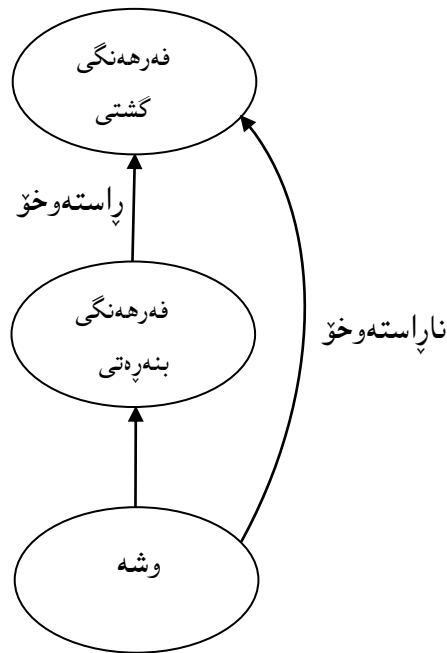 فەرهەنگی
گشتی
ڕاستەوخۆ
فەرهەنگی
بنەڕەتی
ناڕاستەوخۆ
وشە